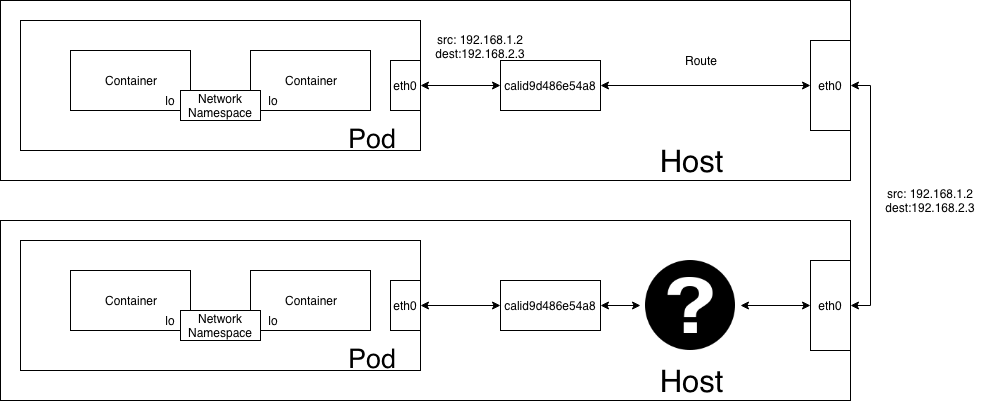 src: 192.168.1.2
dest:192.168.2.3
Container
Container
Route
eth0
calid9d486e54a8
eth0
lo
Network
Namespace
lo
Pod
Host
src: 192.168.1.2
dest:192.168.2.3
Container
Container
eth0
calid9d486e54a8
?
eth0
lo
Network
Namespace
lo
Pod
Host